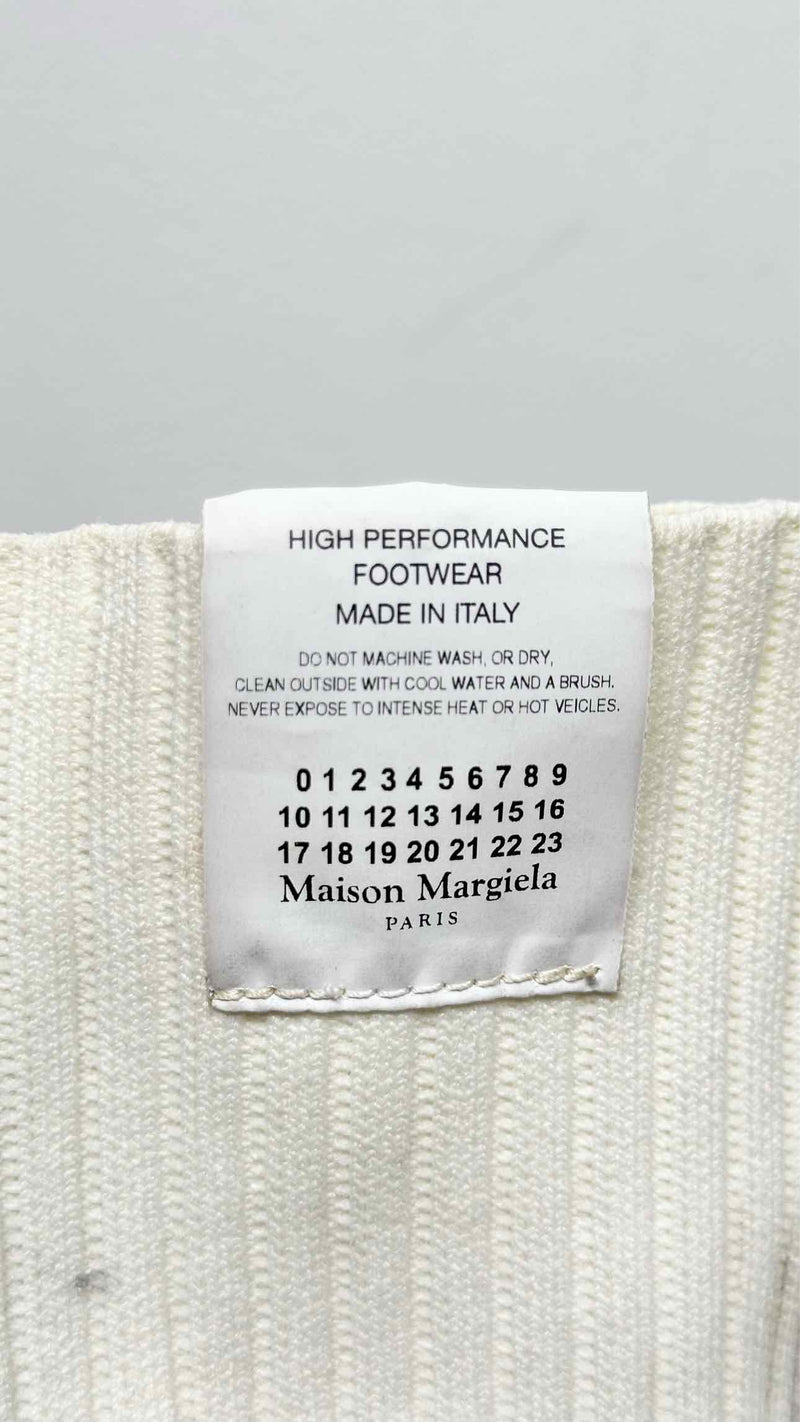 HIGH PERFORMANCE
FOOTWEAR
MADE IN ITALY
DO NOT MACHINE WASH, OR DRY,
CLEAN OUTSIDE WITH COOL WATER AND A BRUSH.
NEVER EXPOSE TO INTENSE HEAT OR HOT VEICLES.
0 1 2 3 4 5 6 7 8 9
10 11 12 13 14 15 16
17 18 19 20 21 22 23
Maison Margiela
PARIS